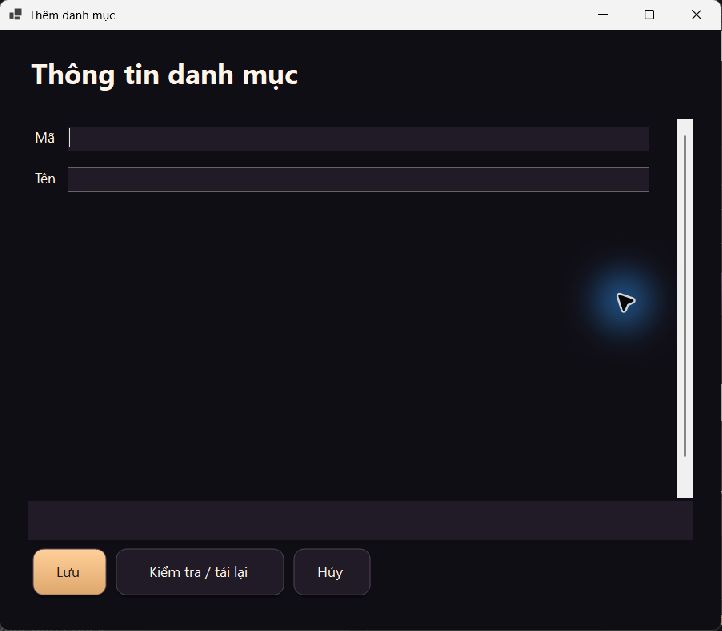 Thêm danh mục
Thông tin danh mục
Mã
Tên
Lưu
Kiểm tra / tải lại
Hủy